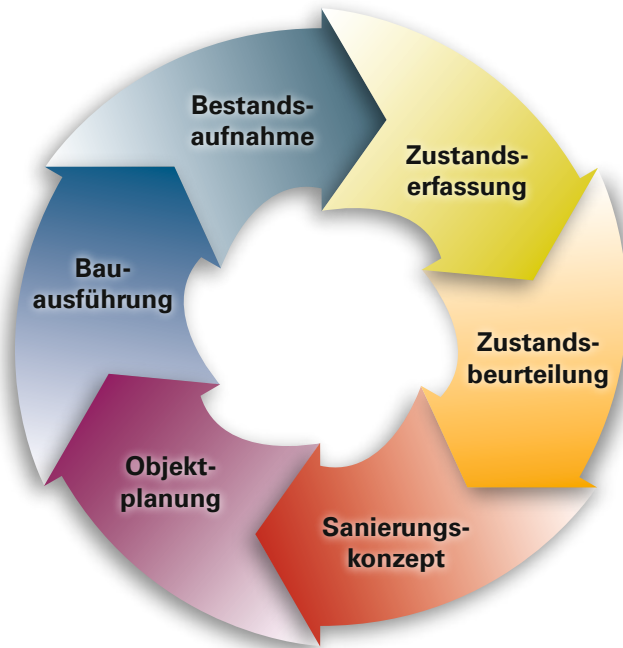 Bestands-
aufnahme
Zustands-
erfassung
Zustands-
beurteilung
Sanierungs-
konzept
Objekt-
planung
Bau-
ausführung